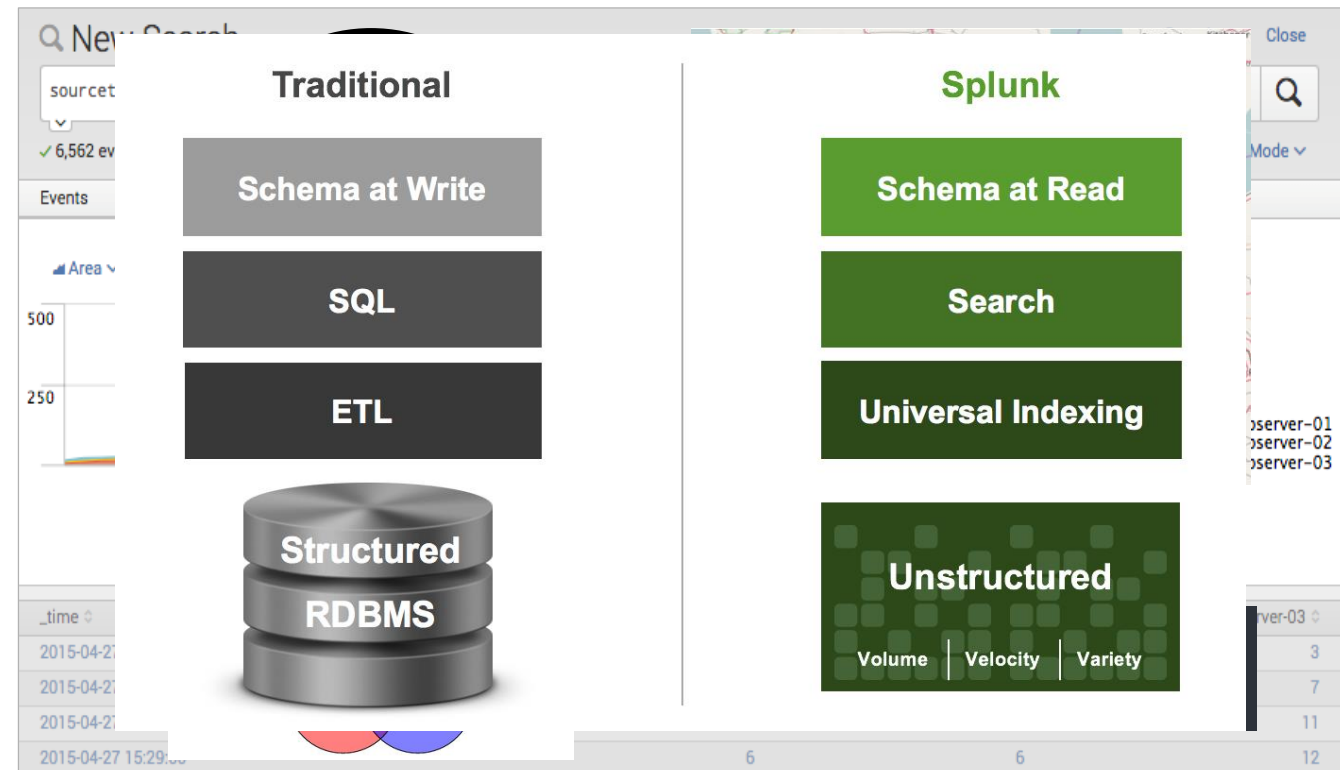 New Search
Close
sourcet
6,562 ev
Mode
Events
Area
500
250
Traditional
Schema at Write
SQL
ETL
Structured
RDBMS
Splunk
Schema at Read
Search
Universal Indexing
Unstructured
Volume
Velocity
Variety
server-01
server-02
server-03
_time
rver-03
2015-04-27
3
2015-04-27
7
2015-04-27
11
2015-04-27 15:29:
6
6
12